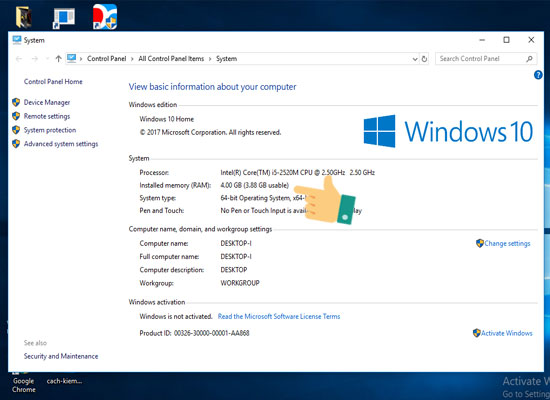 System
Control Panel > All Control Panel Items > System
Search Control Panel
Control Panel Home
Device Manager
Remote settings
System protection
Advanced system settings
View basic information about your computer
Windows edition
Windows 10 Home
© 2017 Microsoft Corporation. All rights reserved.
Windows 10
System
Processor: Intel(R) Core(TM) i5-2520M CPU @ 2.50GHz 2.50 GHz
Installed memory (RAM): 4.00 GB (3.88 GB usable)
System type: 64-bit Operating System, x64-
Pen and Touch: No Pen or Touch Input is avai lay
Computer name, domain, and workgroup settings
Computer name: DESKTOP-I
Change settings
Full computer name: DESKTOP-I
Computer description: DESKTOP
Workgroup: WORKGROUP
Windows activation
Windows is not activated. Read the Microsoft Software License Terms
Product ID: 00326-30000-00001-AA868
Activate Windows
See also
Security and Maintenance
Google
Chrome
cach-kiem...
Activate W
Go to Setting